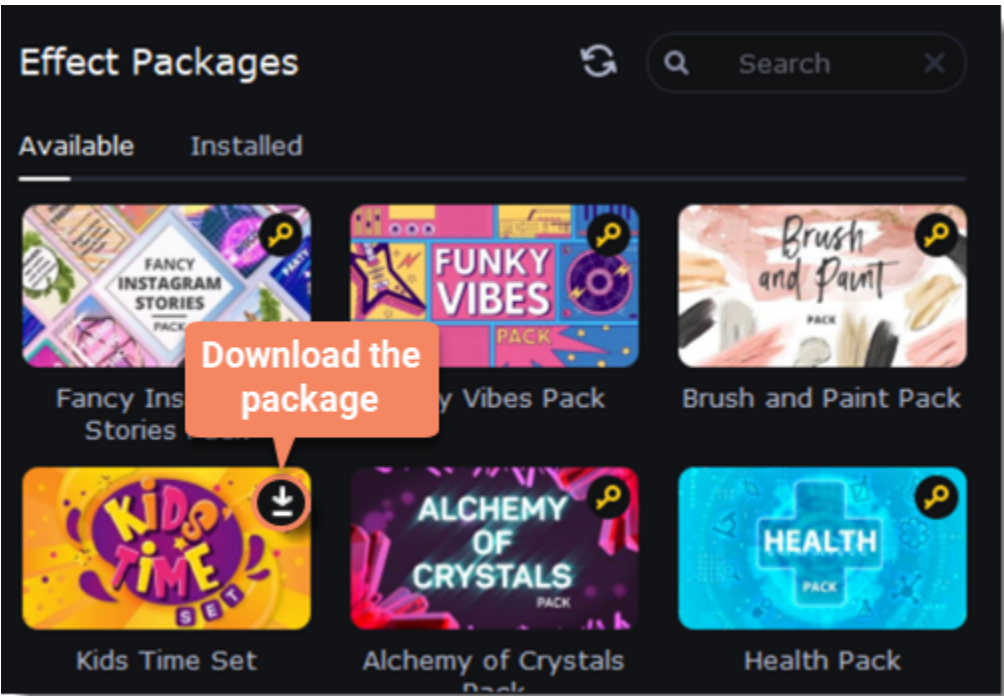 Effect Packages
Search
Available
Installed
FANCY
INSTAGRAM
STORIES
PACK
PARTY
FUNKY
VIBES
PACK
Brush
and Paint
PACK
Download the
package
Fancy Ins
Stories
y Vibes Pack
Brush and Paint Pack
KiDS
TiME
SET
ALCHEMY
OF
CRYSTALS
PACK
HEALTH
PACK
Kids Time Set
Alchemy of Crystals
Pack
Health Pack